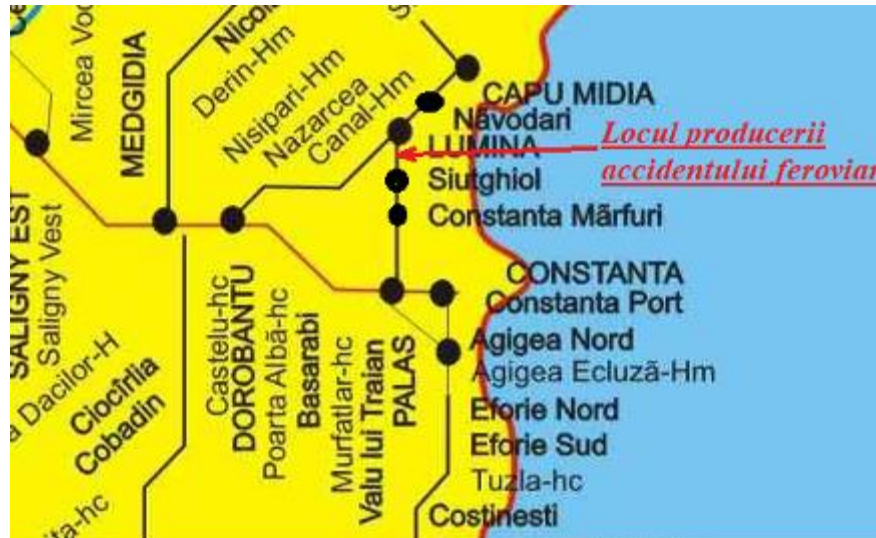 Mircea Vod
MEDGIDIA
Nicol
Derin-Hm
Nisipari-Hm
Nazarcea
Canal-Hm
CAPU MIDIA
Năvodari
LUMINA
Siutghiol
Constanta Mărfuri
Locul producerii
accidentului feroviar
SALIGNY EST
Saligny Vest
a Dacilor-H
Ciocîrlia
Cobadin
Castelu-hc
DOROBANTU
Poarta Albă-hc
Basarabi
Murfatlar-hc
Valu lui Traian
PALAS
CONSTANTA
Constanta Port
Agigea Nord
Agigea Ecluză-Hm
Eforie Nord
Eforie Sud
Tuzla-hc
Costinesti
ita-hc